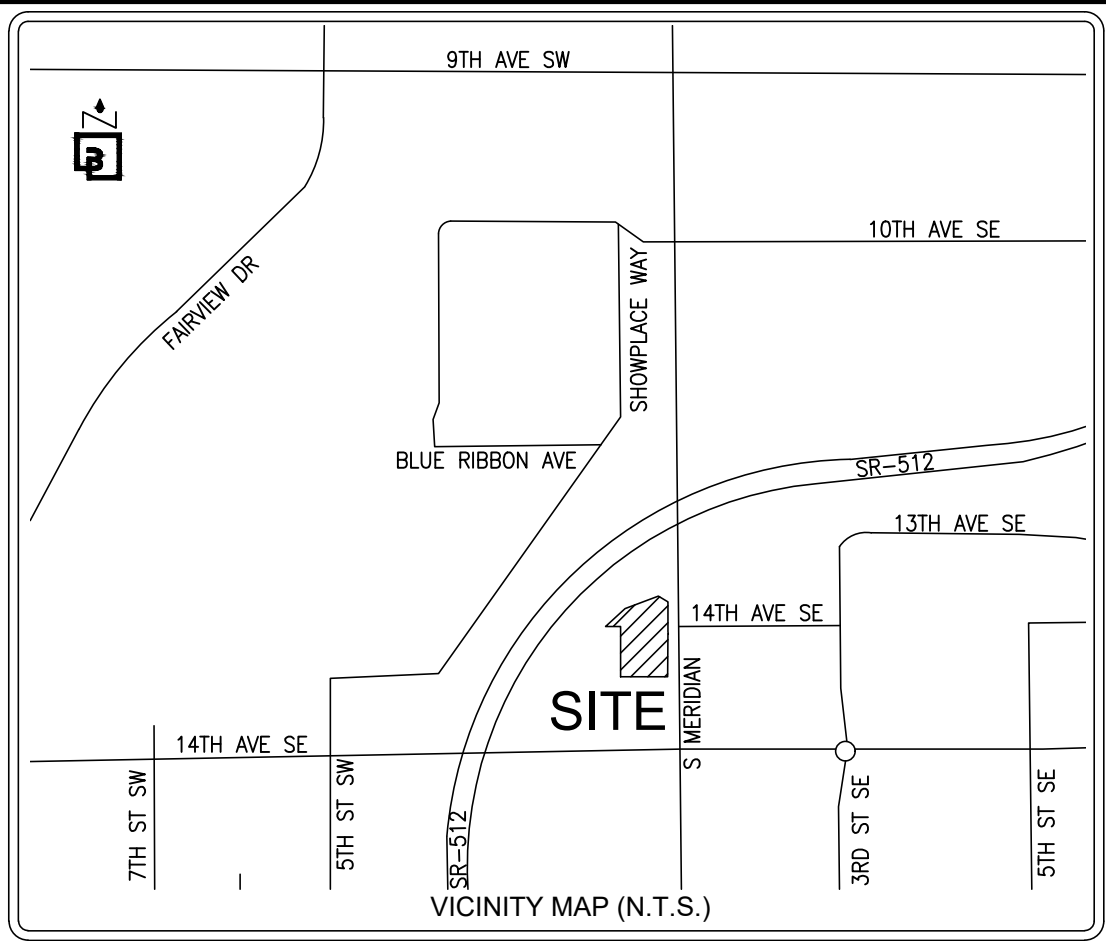 9TH AVE SW
Z
B
10TH AVE SE
FAIRVIEW DR
SHOWPLACE WAY
BLUE RIBBON AVE
SR-512
13TH AVE SE
14TH AVE SE
SITE
S MERIDIAN
14TH AVE SE
7TH ST SW
5TH ST SW
SR-512
3RD ST SE
5TH ST SE
VICINITY MAP (N.T.S.)